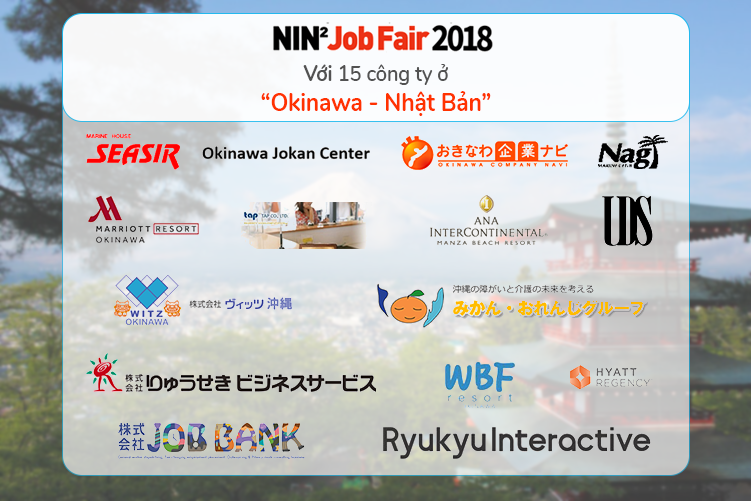 NIN² Job Fair 2018
Với 15 công ty ở
“Okinawa - Nhật Bản”
MARINE HOUSE
SEASIR
Okinawa Jokan Center
おきなわ企業ナビ
OKINAWA COMPANY NAVI
Nagi
MARRIOTT RESORT
OKINAWA
tap TAP CO., LTD.
ANA
INTERCONTINENTAL
MANZA BEACH RESORT
UDS
WITZ
OKINAWA
株式会社 ヴィッツ沖縄
沖縄の障がいと介護の未来を考える
みかん・おれんじグループ
株式会社 りゅうせき ビジネスサービス
WBF
resort
HYATT
REGENCY
株式会社 JOB BANK
RyukyuInteractive